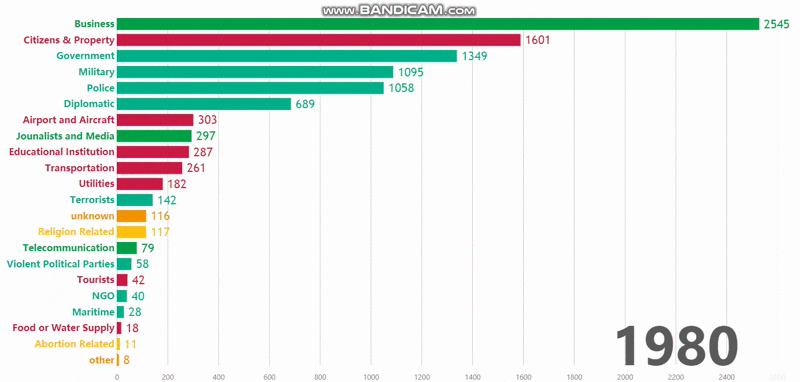 www.BANDICAM.com
Business 2545
Citizens & Property 1601
Government 1349
Military 1095
Police 1058
Diplomatic 689
Airport and Aircraft 303
Jounalists and Media 297
Educational Institution 287
Transportation 261
Utilities 182
Terrorists 142
unknown 116
Religion Related 117
Telecommunication 79
Violent Political Parties 58
Tourists 42
NGO 40
Maritime 28
Food or Water Supply 18
Abortion Related 11
other 8
1980
0 200 400 600 800 1000 1200 1400 1600 1800 2000 2200 2400 2600